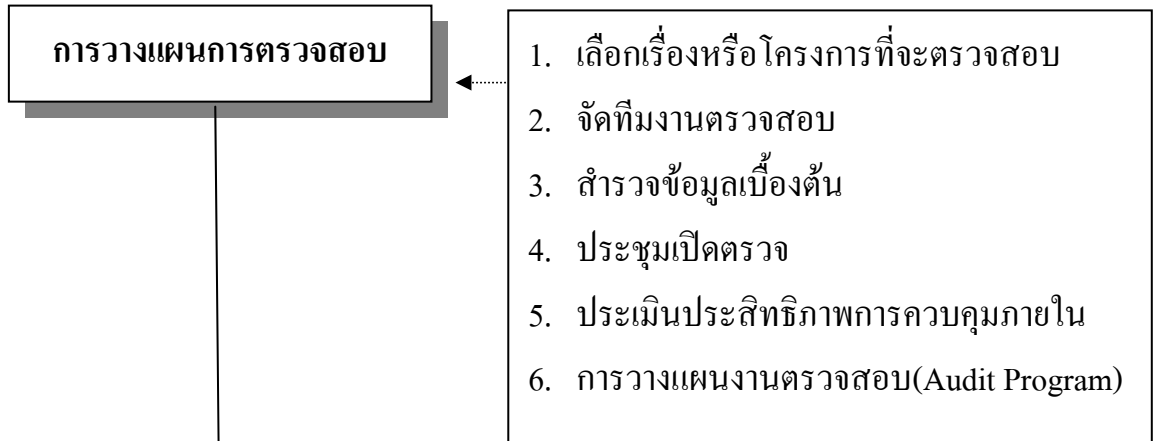 การวางแผนการตรวจสอบ
1. เลือกเรื่องหรือโครงการที่จะตรวจสอบ
2. จัดทีมงานตรวจสอบ
3. สำรวจข้อมูลเบื้องต้น
4. ประชุมเปิดตรวจ
5. ประเมินประสิทธิภาพการควบคุมภายใน
6. การวางแผนงานตรวจสอบ(Audit Program)